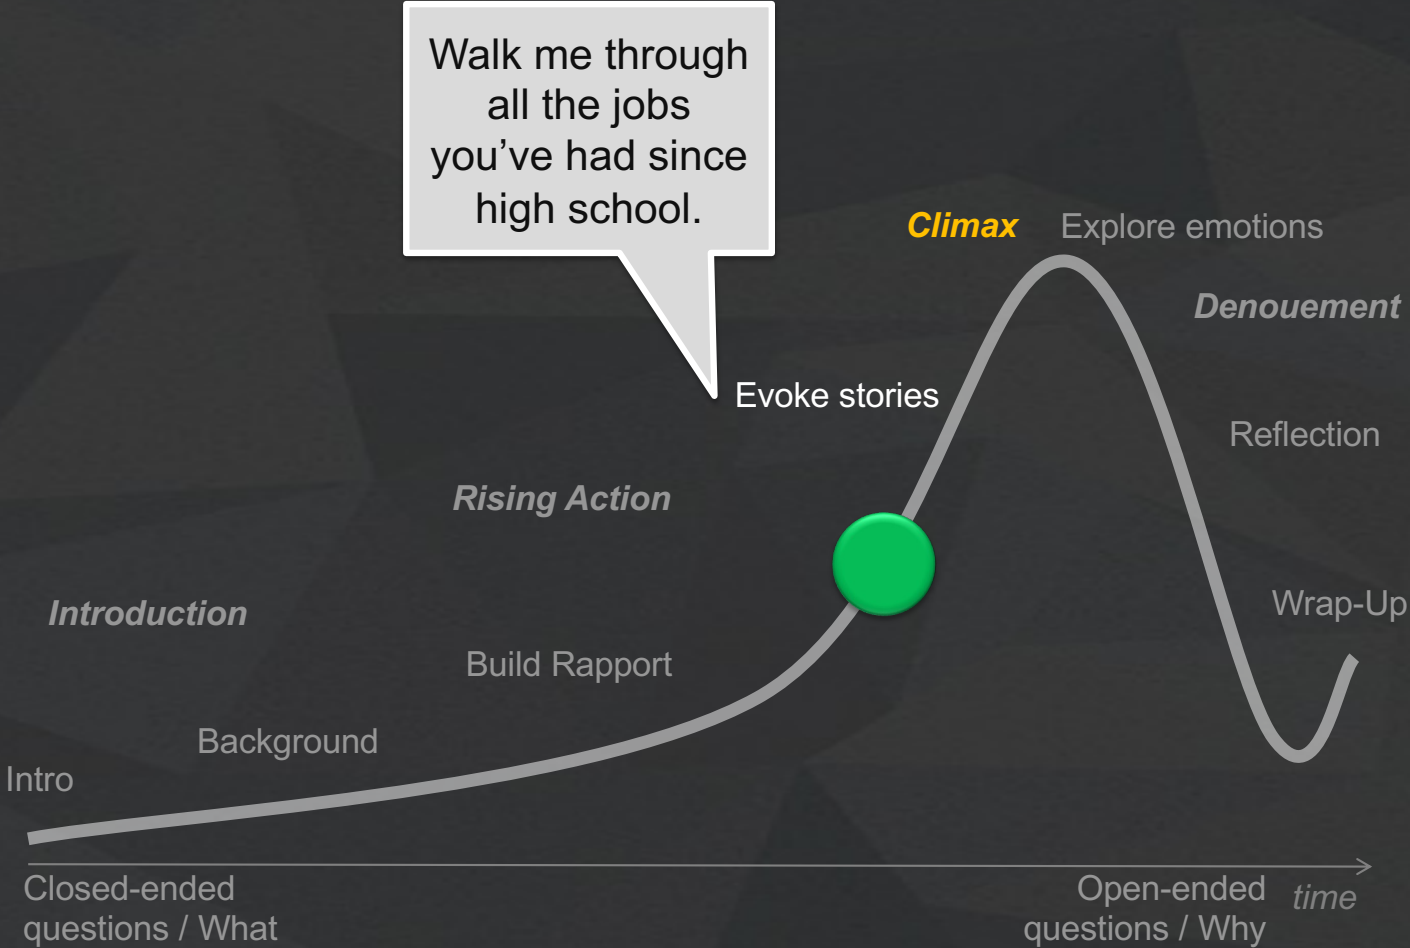 Walk me through
all the jobs
you’ve had since
high school.
Climax Explore emotions
Denouement
Evoke stories
Reflection
Rising Action
Introduction
Wrap-Up
Build Rapport
Background
Intro
Closed-ended
questions / What
Open-ended
questions / Why
time